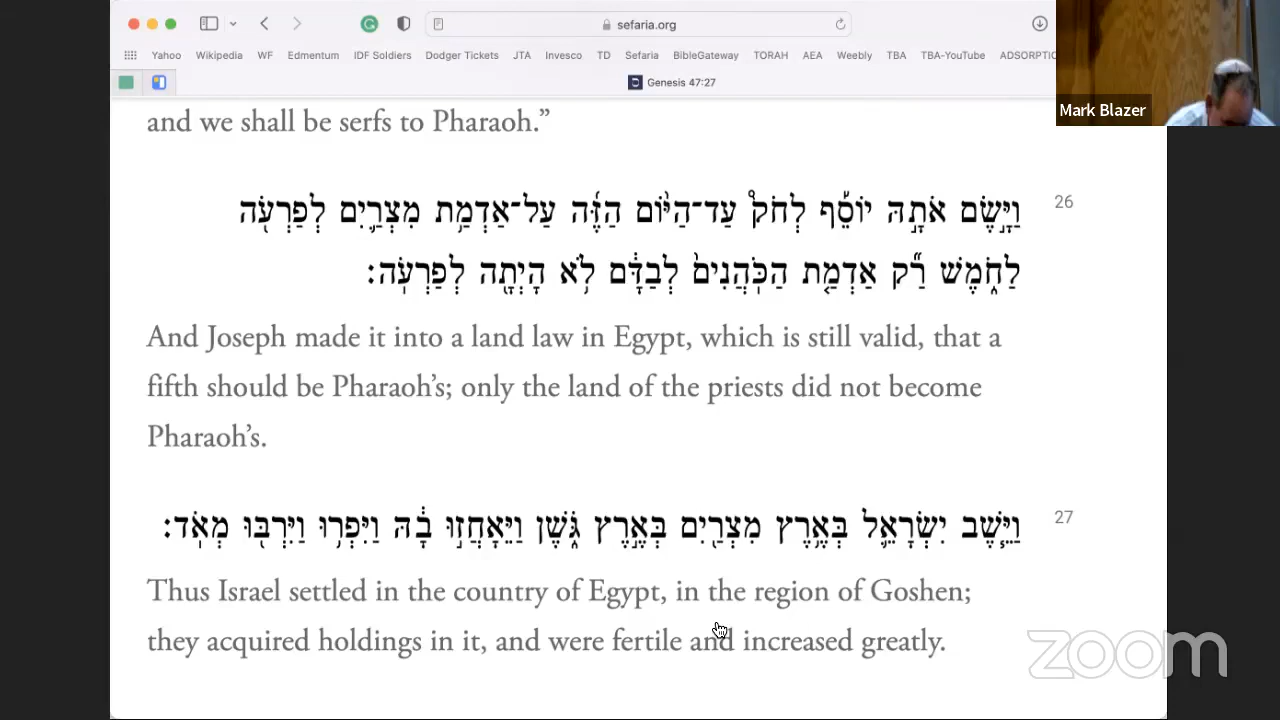 sefaria.org
Yahoo Wikipedia WF Edmentum IDF Soldiers Dodger Tickets JTA Invesco TD Sefaria BibleGateway TORAH AEA Weebly TBA TBA-YouTube ADSORPTIO
Genesis 47:27
Mark Blazer
and we shall be serfs to Pharaoh.”
26
וַיָּ֣שֶׂם אֹתָ֣הּ יוֹסֵ֡ף לְחֹק֩ עַד־הַיּ֨וֹם הַזֶּ֜ה עַל־אַדְמַ֥ת מִצְרַ֛יִם לְפַרְעֹ֖ה
לַחֹ֑מֶשׁ רַ֞ק אַדְמַ֤ת הַכֹּֽהֲנִים֙ לְבַדָּ֔ם לֹ֥א הָיְתָ֖ה לְפַרְעֹֽה׃
And Joseph made it into a land law in Egypt, which is still valid, that a
fifth should be Pharaoh’s; only the land of the priests did not become
Pharaoh’s.
27
וַיֵּ֧שֶׁב יִשְׂרָאֵ֛ל בְּאֶ֥רֶץ מִצְרַ֖יִם בְּאֶ֣רֶץ גֹּ֑שֶׁן וַיֵּאָחֲז֣וּ בָ֔הּ וַיִּפְר֥וּ וַיִּרְבּ֖וּ מְאֹֽד׃
Thus Israel settled in the country of Egypt, in the region of Goshen;
they acquired holdings in it, and were fertile and increased greatly.
zoom